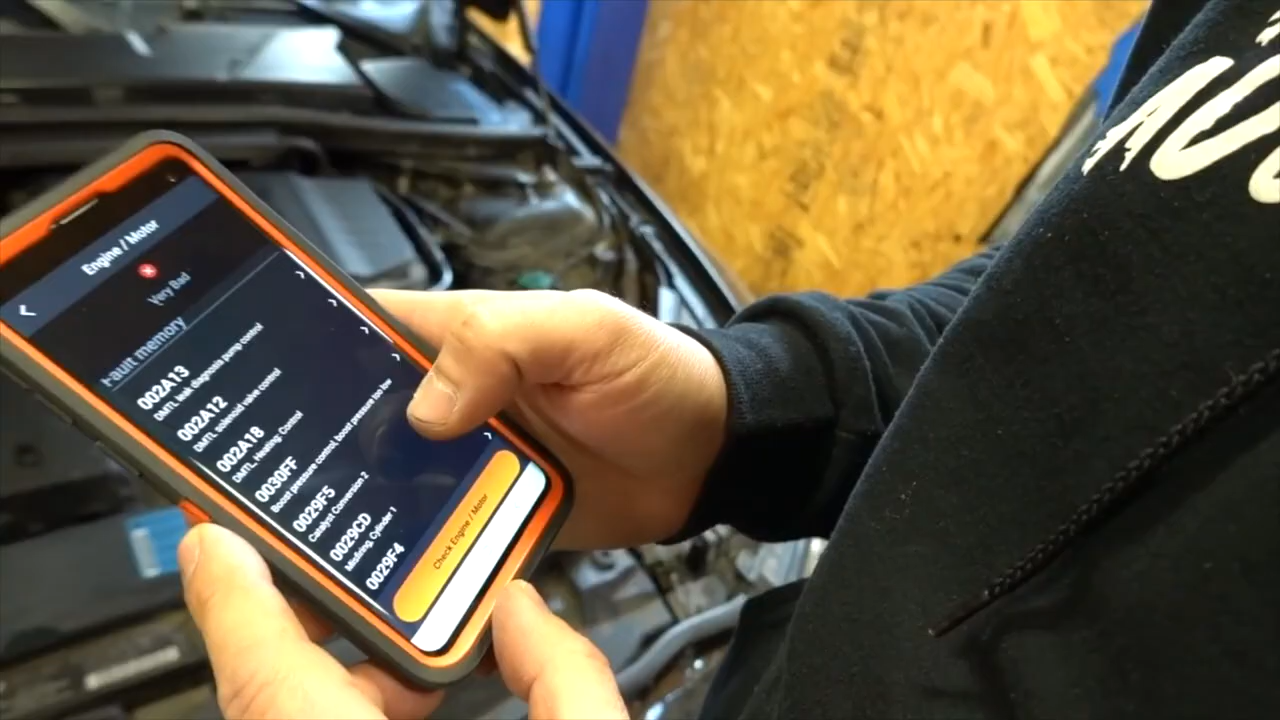 Engine / Motor
Very Bad
Fault memory
002A13
DMTL leak diagnosis pump control
002A12
DMTL solenoid valve control
002A18
DMTL, Heating: Control
0030FF
Boost pressure control, boost pressure too low
0029F5
Catalyst Conversion 2
0029CD
Misfiring, Cylinder 1
0029F4
Check Engine / Motor